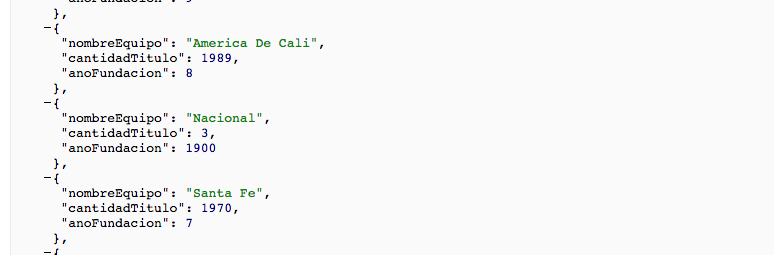 },
−{
"nombreEquipo": "America De Cali",
"cantidadTitulo": 1989,
"anoFundacion": 8
},
−{
"nombreEquipo": "Nacional",
"cantidadTitulo": 3,
"anoFundacion": 1900
},
−{
"nombreEquipo": "Santa Fe",
"cantidadTitulo": 1970,
"anoFundacion": 7
},
−{